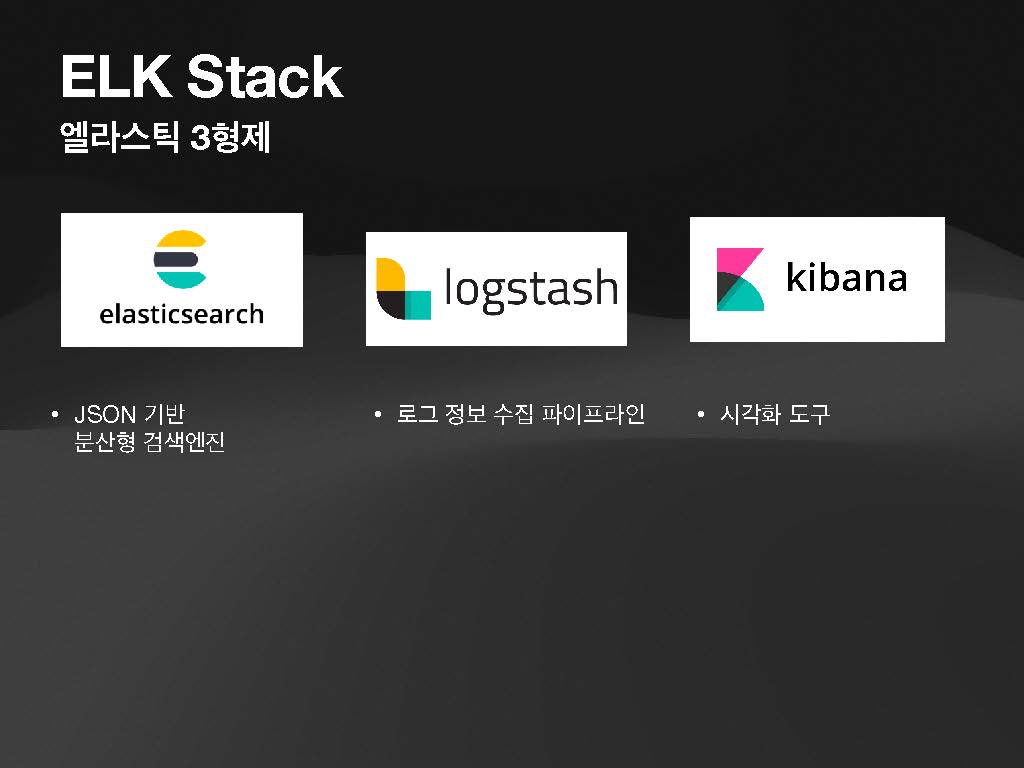 ELK Stack
엘라스틱 3형제
elasticsearch
logstash
kibana
• JSON 기반
분산형 검색엔진
• 로그 정보 수집 파이프라인
• 시각화 도구